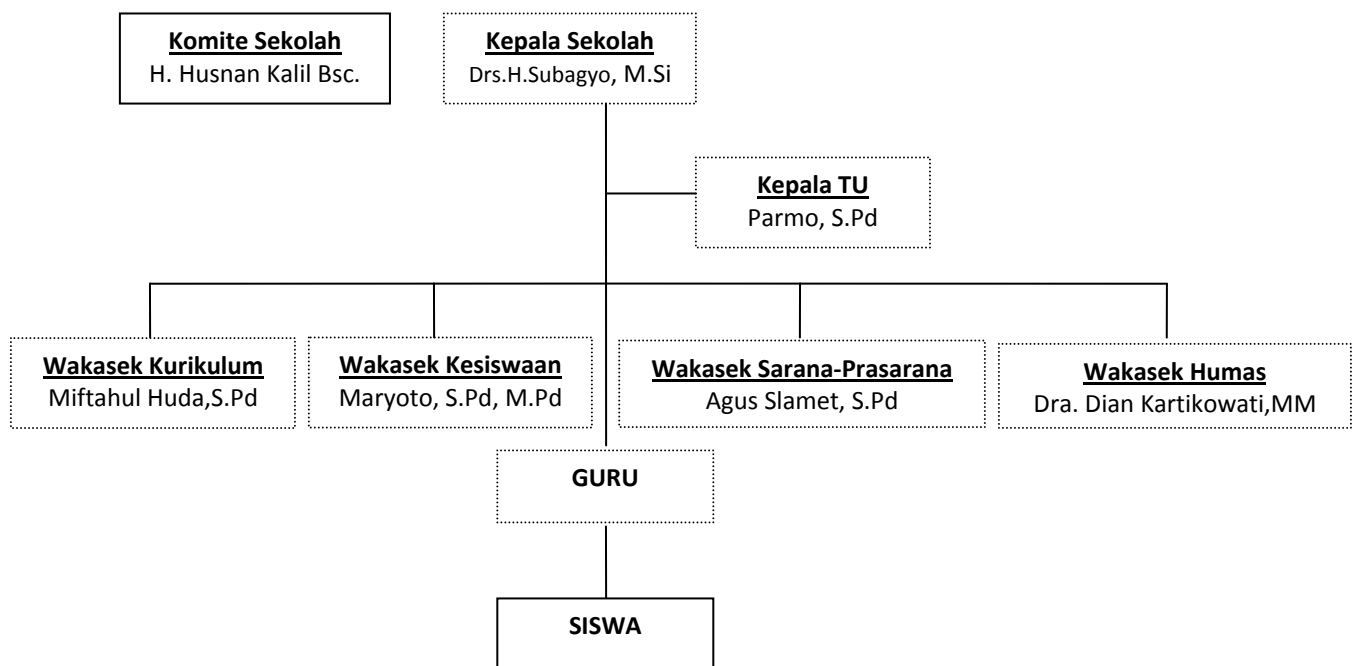 Komite Sekolah
H. Husnan Kalil Bsc.
Kepala Sekolah
Drs.H.Subagyo, M.Si
Kepala TU
Parmo, S.Pd
Wakasek Kurikulum
Miftahul Huda,S.Pd
Wakasek Kesiswaan
Maryoto, S.Pd, M.Pd
Wakasek Sarana-Prasarana
Agus Slamet, S.Pd
Wakasek Humas
Dra. Dian Kartikowati,MM
GURU
SISWA